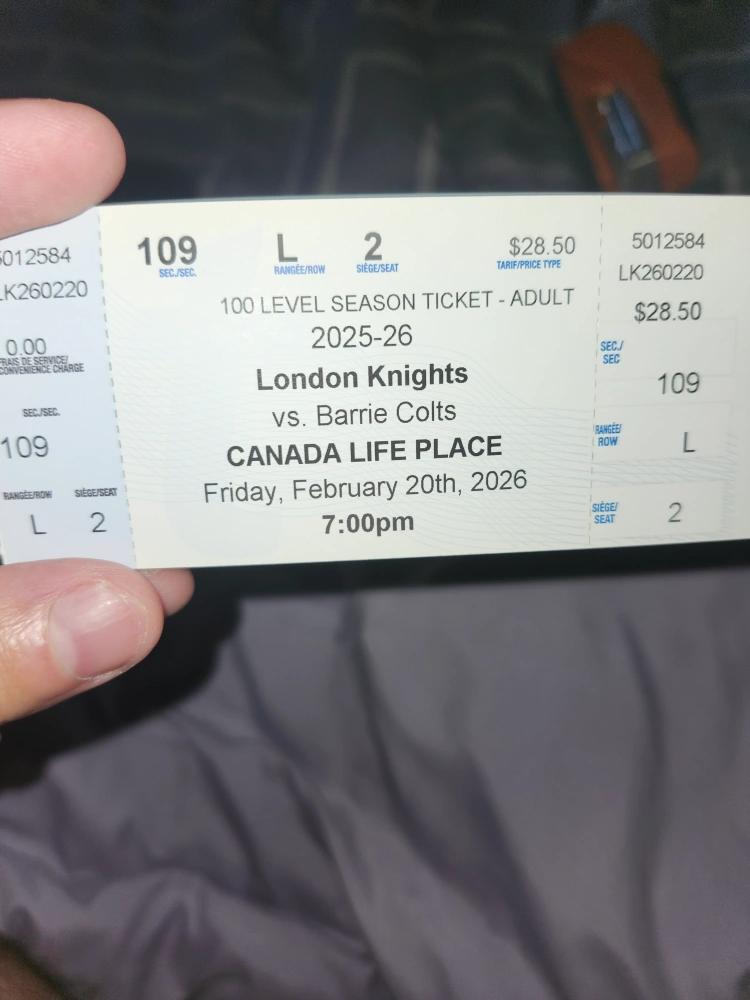 5012584
LK260220
0.00
FRAIS DE SERVICE/
CONVENIENCE CHARGE
SEC./SEC.
109
RANGÉE/ROW SIÈGE/SEAT
L 2
109 L 2 $28.50
SEC./SEC. RANGÉE/ROW SIÈGE/SEAT TARIF/PRICE TYPE
100 LEVEL SEASON TICKET - ADULT
2025-26
London Knights
vs. Barrie Colts
CANADA LIFE PLACE
Friday, February 20th, 2026
7:00pm
5012584
LK260220
$28.50
SEC./
SEC
109
RANGÉE/
ROW
L
SIÈGE/
SEAT
2